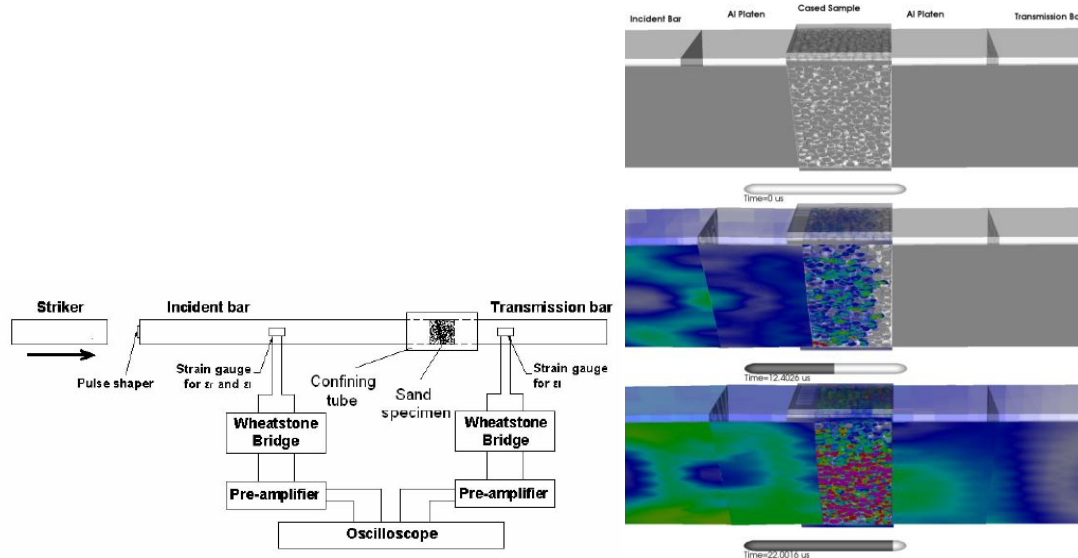 Striker
Incident bar
Transmission bar
Pulse shaper
Strain gauge
for εr and εi
Confining
tube
Sand
specimen
Strain gauge
for εt
Wheatstone
Bridge
Wheatstone
Bridge
Pre-amplifier
Pre-amplifier
Oscilloscope
Incident Bar
Al Platen
Cased Sample
Al Platen
Transmission Ba
Time=0 us
Time=12.4026 us
Time=22.0016 us